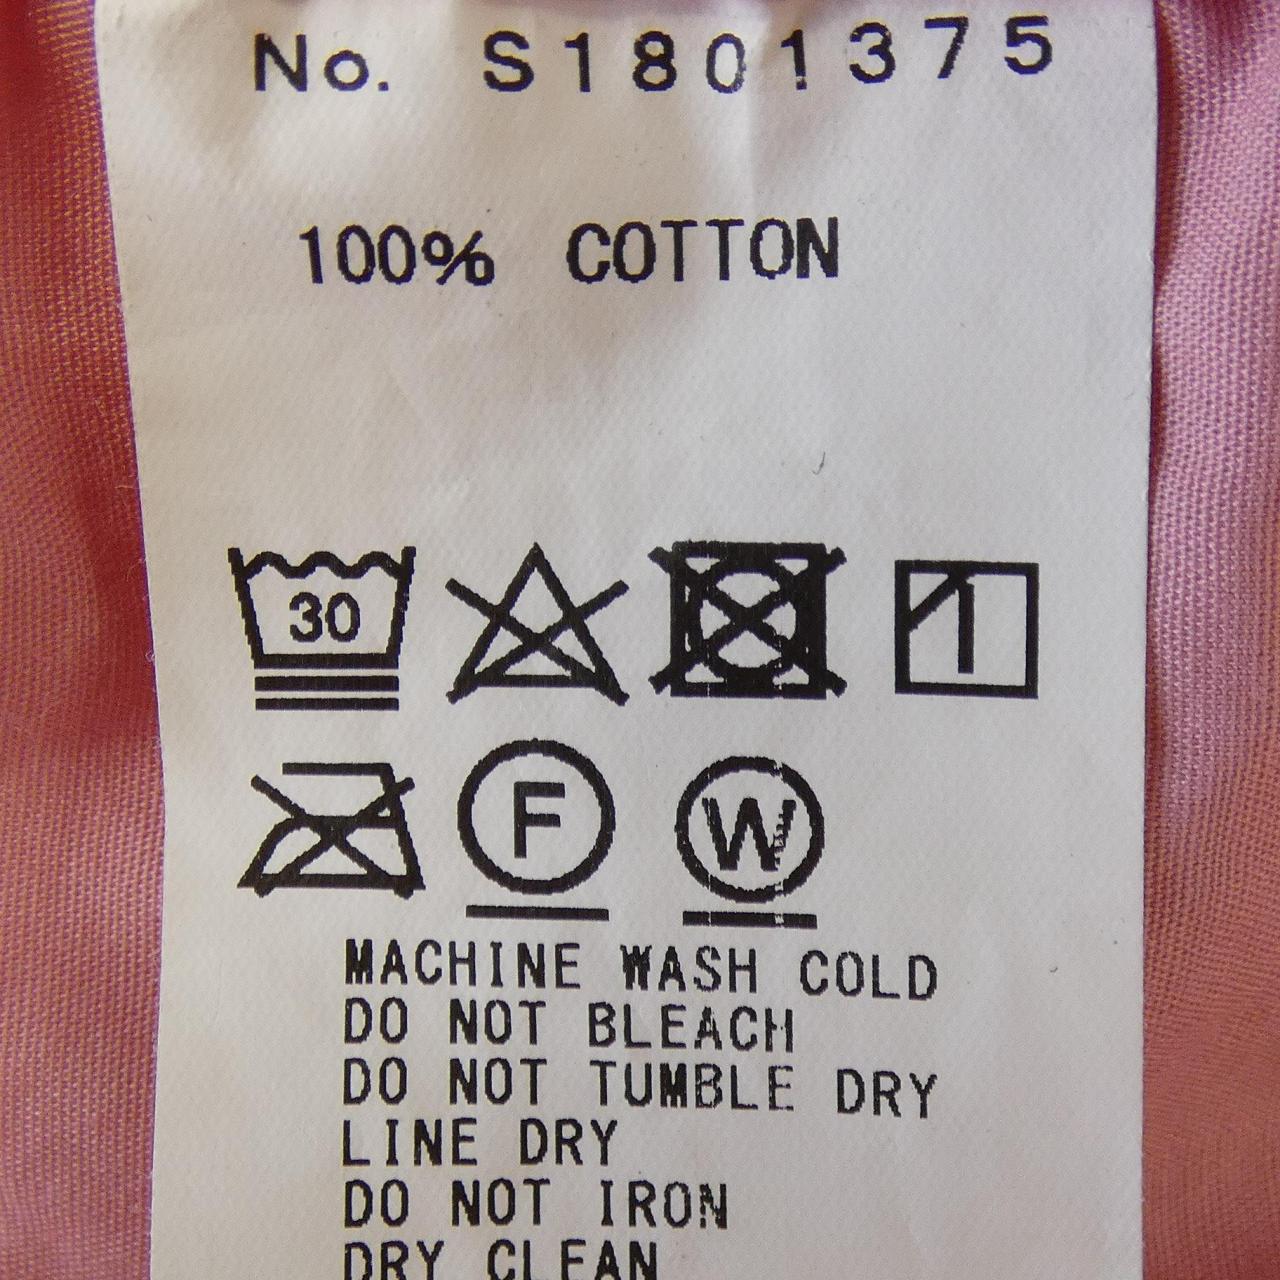 No. S1801375
100% COTTON
30
F W
MACHINE WASH COLD
DO NOT BLEACH
DO NOT TUMBLE DRY
LINE DRY
DO NOT IRON
DRY CLEAN